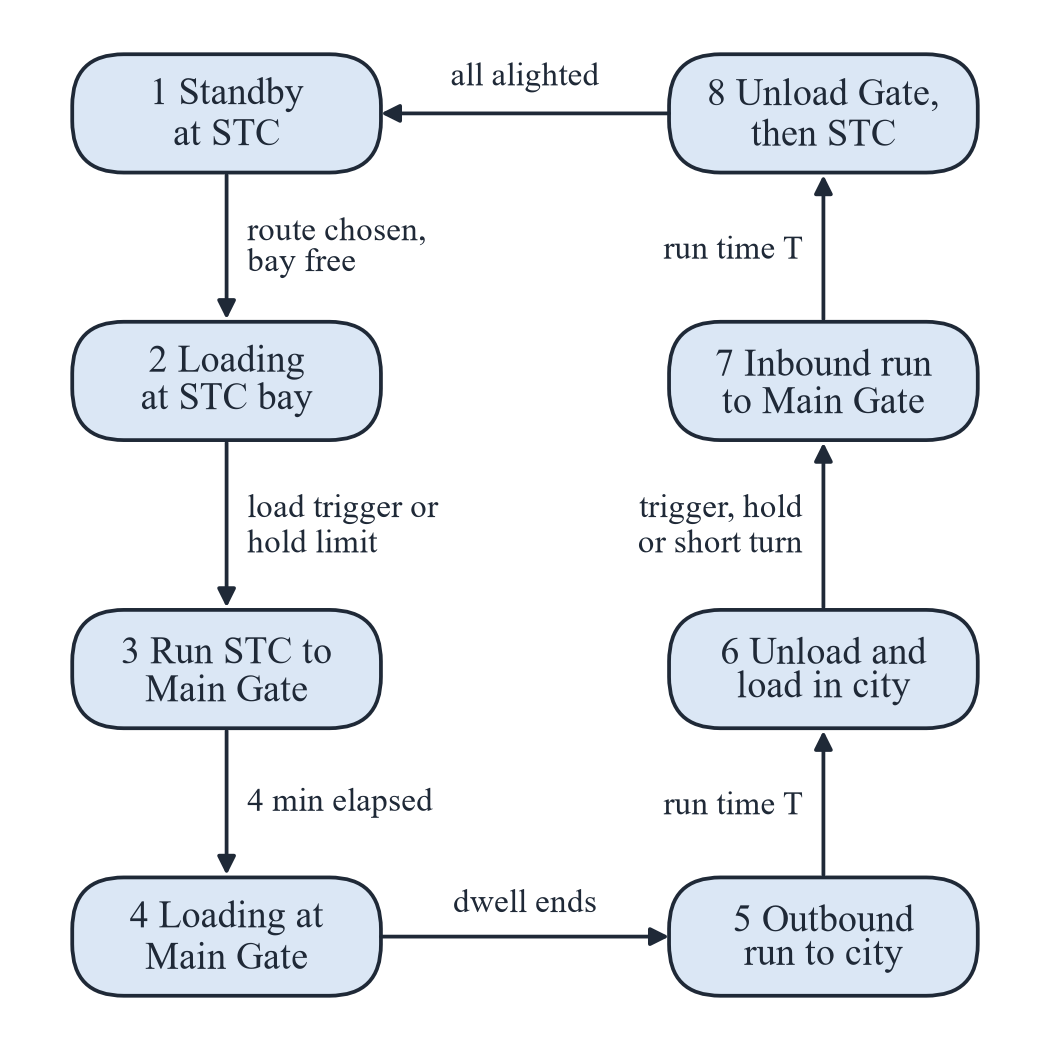 1 Standby
at STC
all alighted
8 Unload Gate,
then STC
route chosen,
bay free
run time T
2 Loading
at STC bay
7 Inbound run
to Main Gate
load trigger or
hold limit
trigger, hold
or short turn
3 Run STC to
Main Gate
6 Unload and
load in city
4 min elapsed
run time T
4 Loading at
Main Gate
dwell ends
5 Outbound
run to city